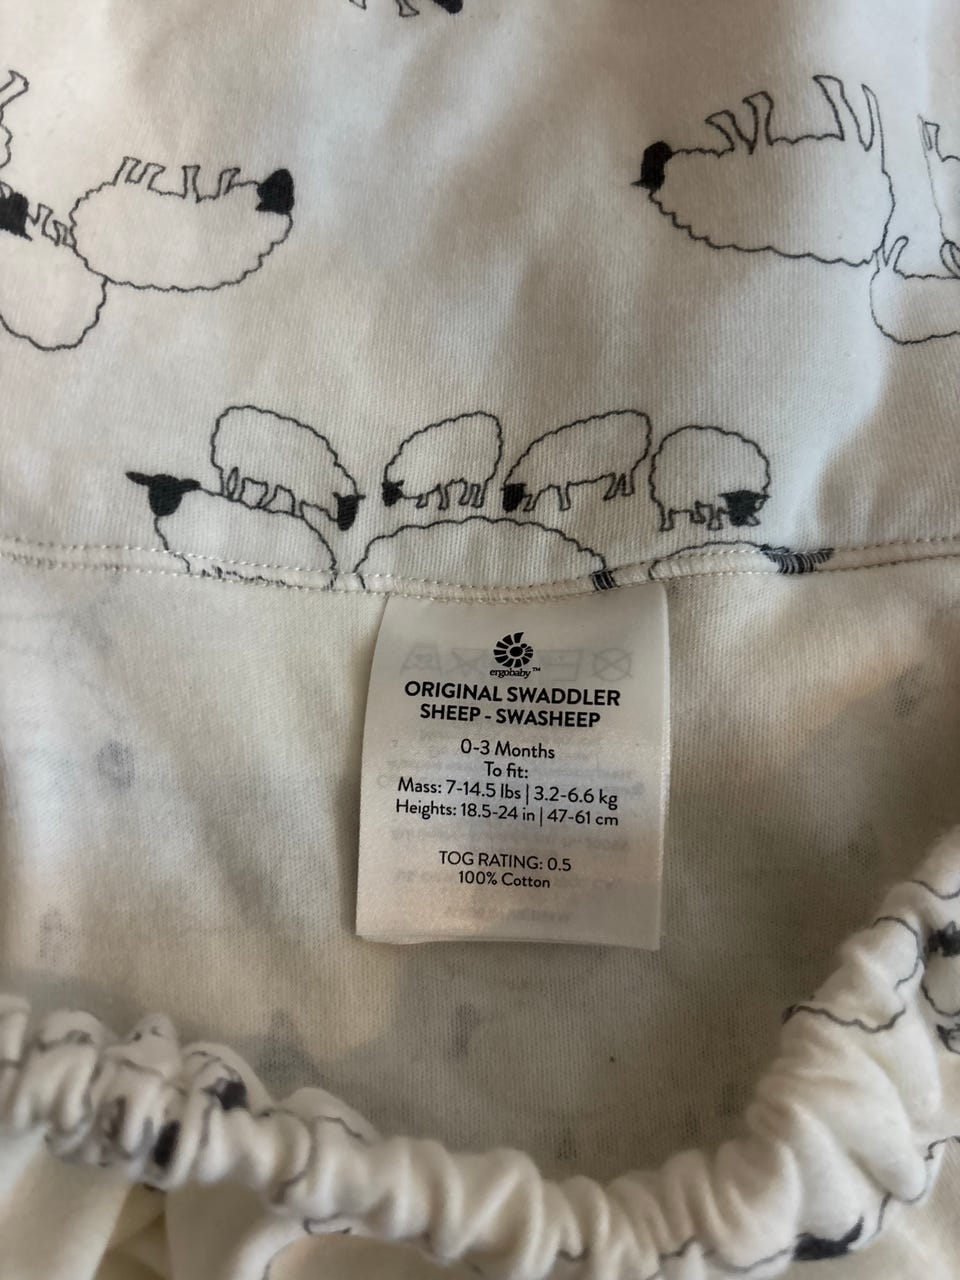 ergobaby™
ORIGINAL SWADDLER
SHEEP - SWASHEEP
0-3 Months
To fit:
Mass: 7-14.5 lbs | 3.2-6.6 kg
Heights: 18.5-24 in | 47-61 cm
TOG RATING: 0.5
100% Cotton